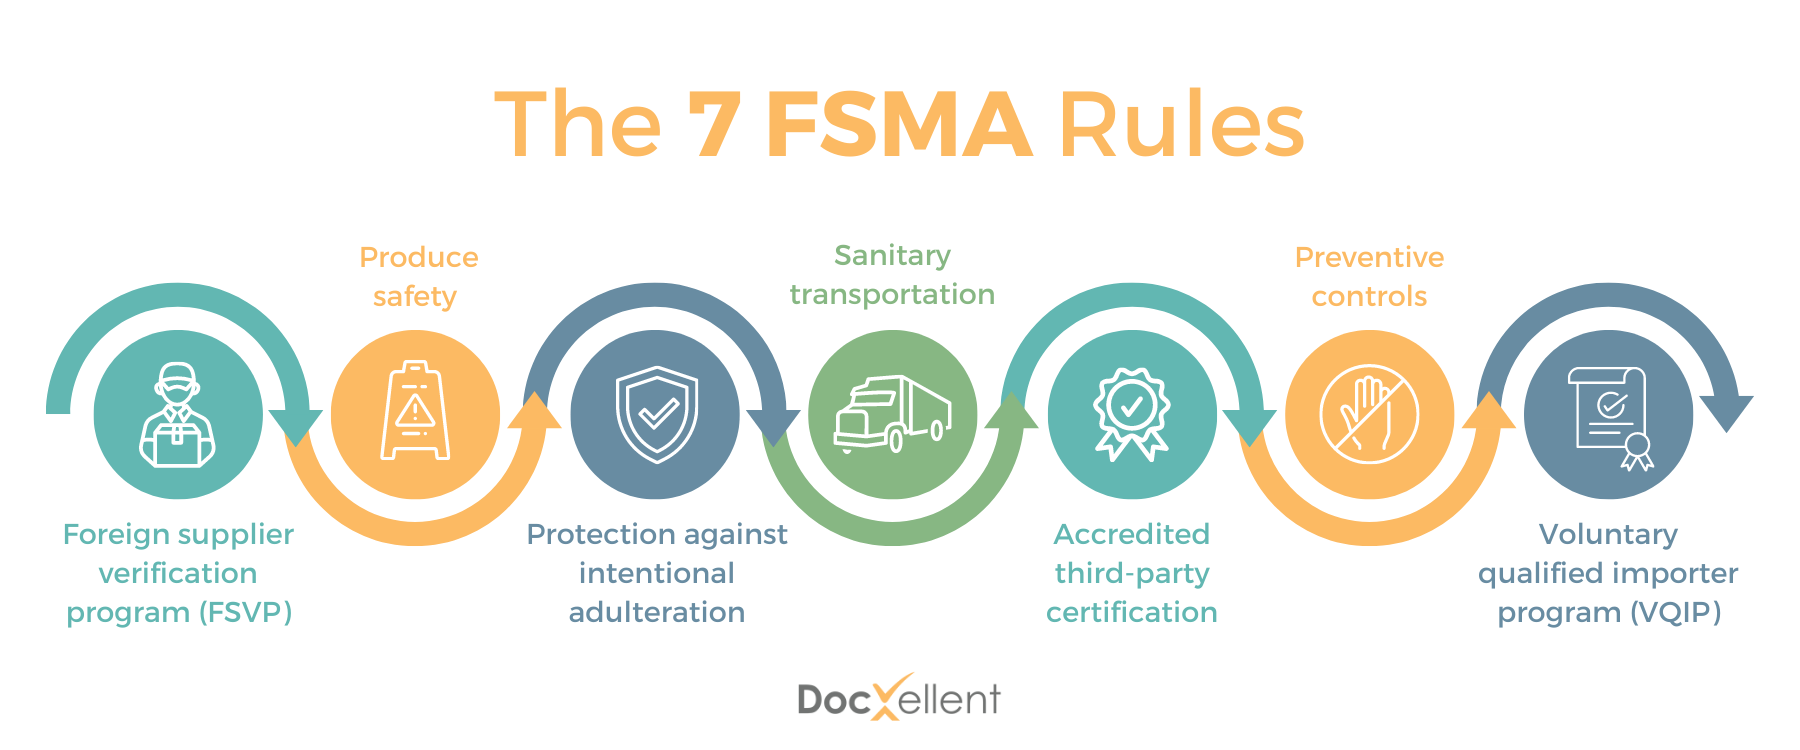 The 7 FSMA Rules
Foreign supplier
verification
program (FSVP)
Produce
safety
Protection against
intentional
adulteration
Sanitary
transportation
Accredited
third-party
certification
Preventive
controls
Voluntary
qualified importer
program (VQIP)
DocXellent